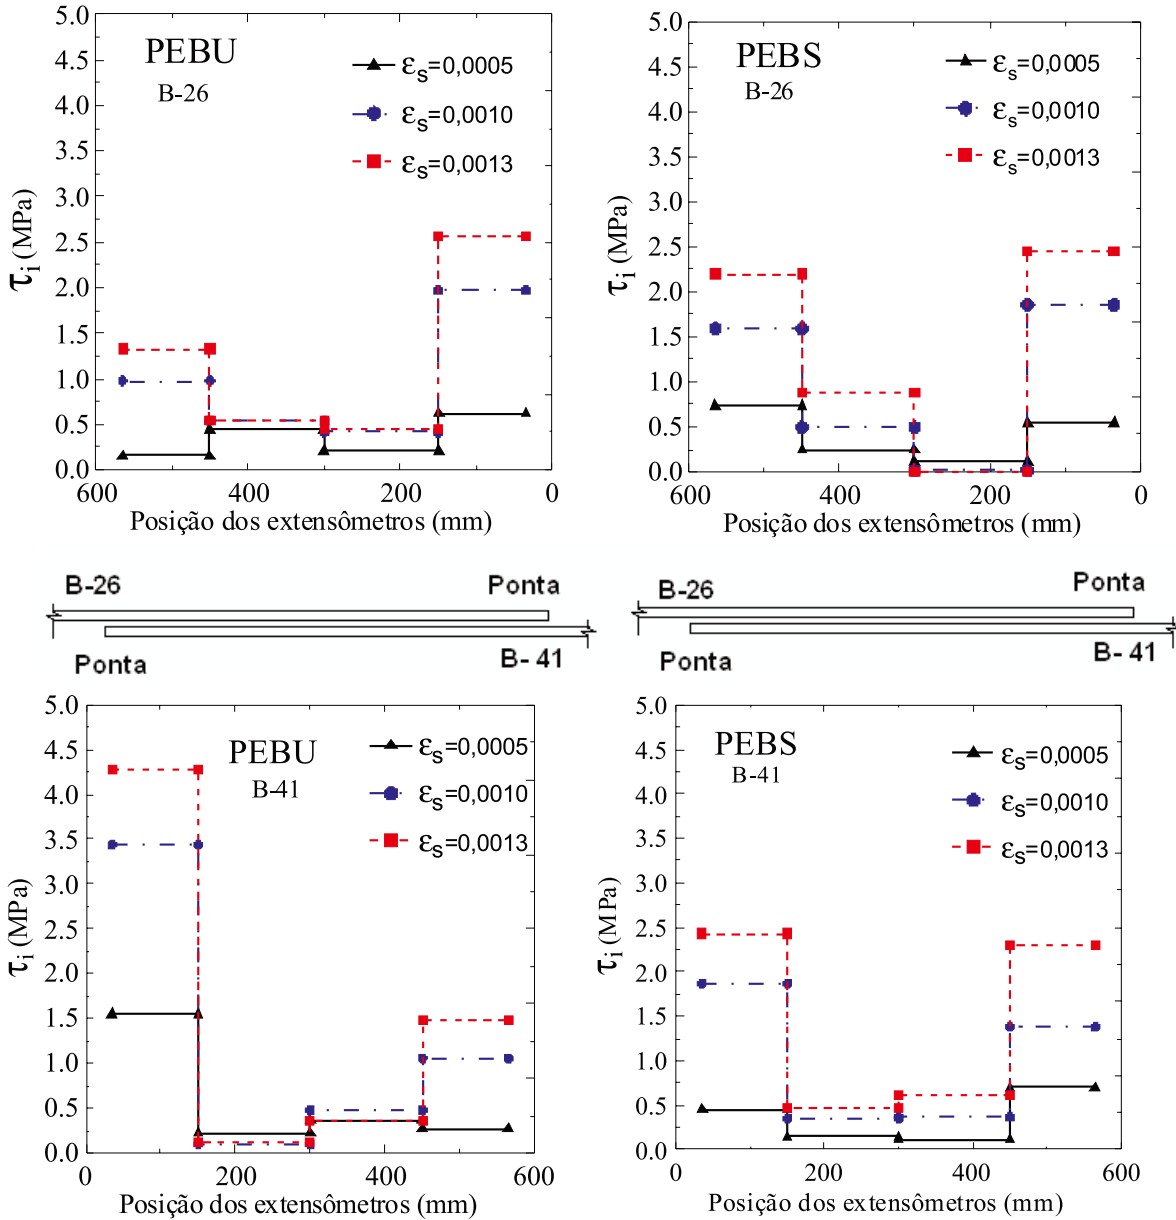 PEBU
B-26
εs=0,0005
εs=0,0010
εs=0,0013
τi (MPa)
5.0
4.5
4.0
3.5
3.0
2.5
2.0
1.5
1.0
0.5
0.0
600 400 200 0
Posição dos extensômetros (mm)
PEBS
B-26
εs=0,0005
εs=0,0010
εs=0,0013
τi (MPa)
5.0
4.5
4.0
3.5
3.0
2.5
2.0
1.5
1.0
0.5
0.0
600 400 200 0
Posição dos extensômetros (mm)
B-26 Ponta
Ponta B- 41
B-26 Ponta
Ponta B- 41
PEBU
B-41
εs=0,0005
εs=0,0010
εs=0,0013
τi (MPa)
5.0
4.5
4.0
3.5
3.0
2.5
2.0
1.5
1.0
0.5
0.0
0 200 400 600
Posição dos extensômetros (mm)
PEBS
B-41
εs=0,0005
εs=0,0010
εs=0,0013
τi (MPa)
5.0
4.5
4.0
3.5
3.0
2.5
2.0
1.5
1.0
0.5
0.0
0 200 400 600
Posição dos extensômetros (mm)